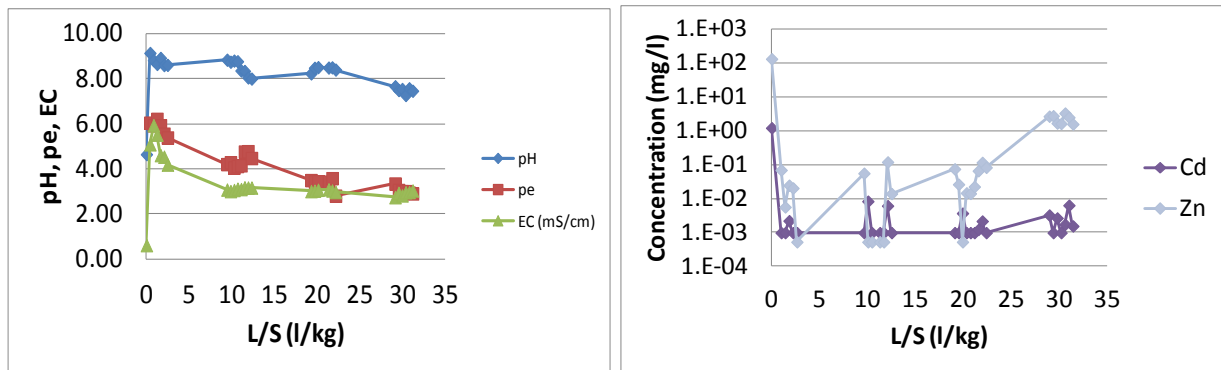 pH, pe, EC
10.00
8.00
6.00
4.00
2.00
0.00
0 5 10 15 20 25 30 35
L/S (l/kg)
pH
pe
EC (mS/cm)
Concentration (mg/l)
1.E+03
1.E+02
1.E+01
1.E+00
1.E-01
1.E-02
1.E-03
1.E-04
0 5 10 15 20 25 30 35
L/S (l/kg)
Cd
Zn